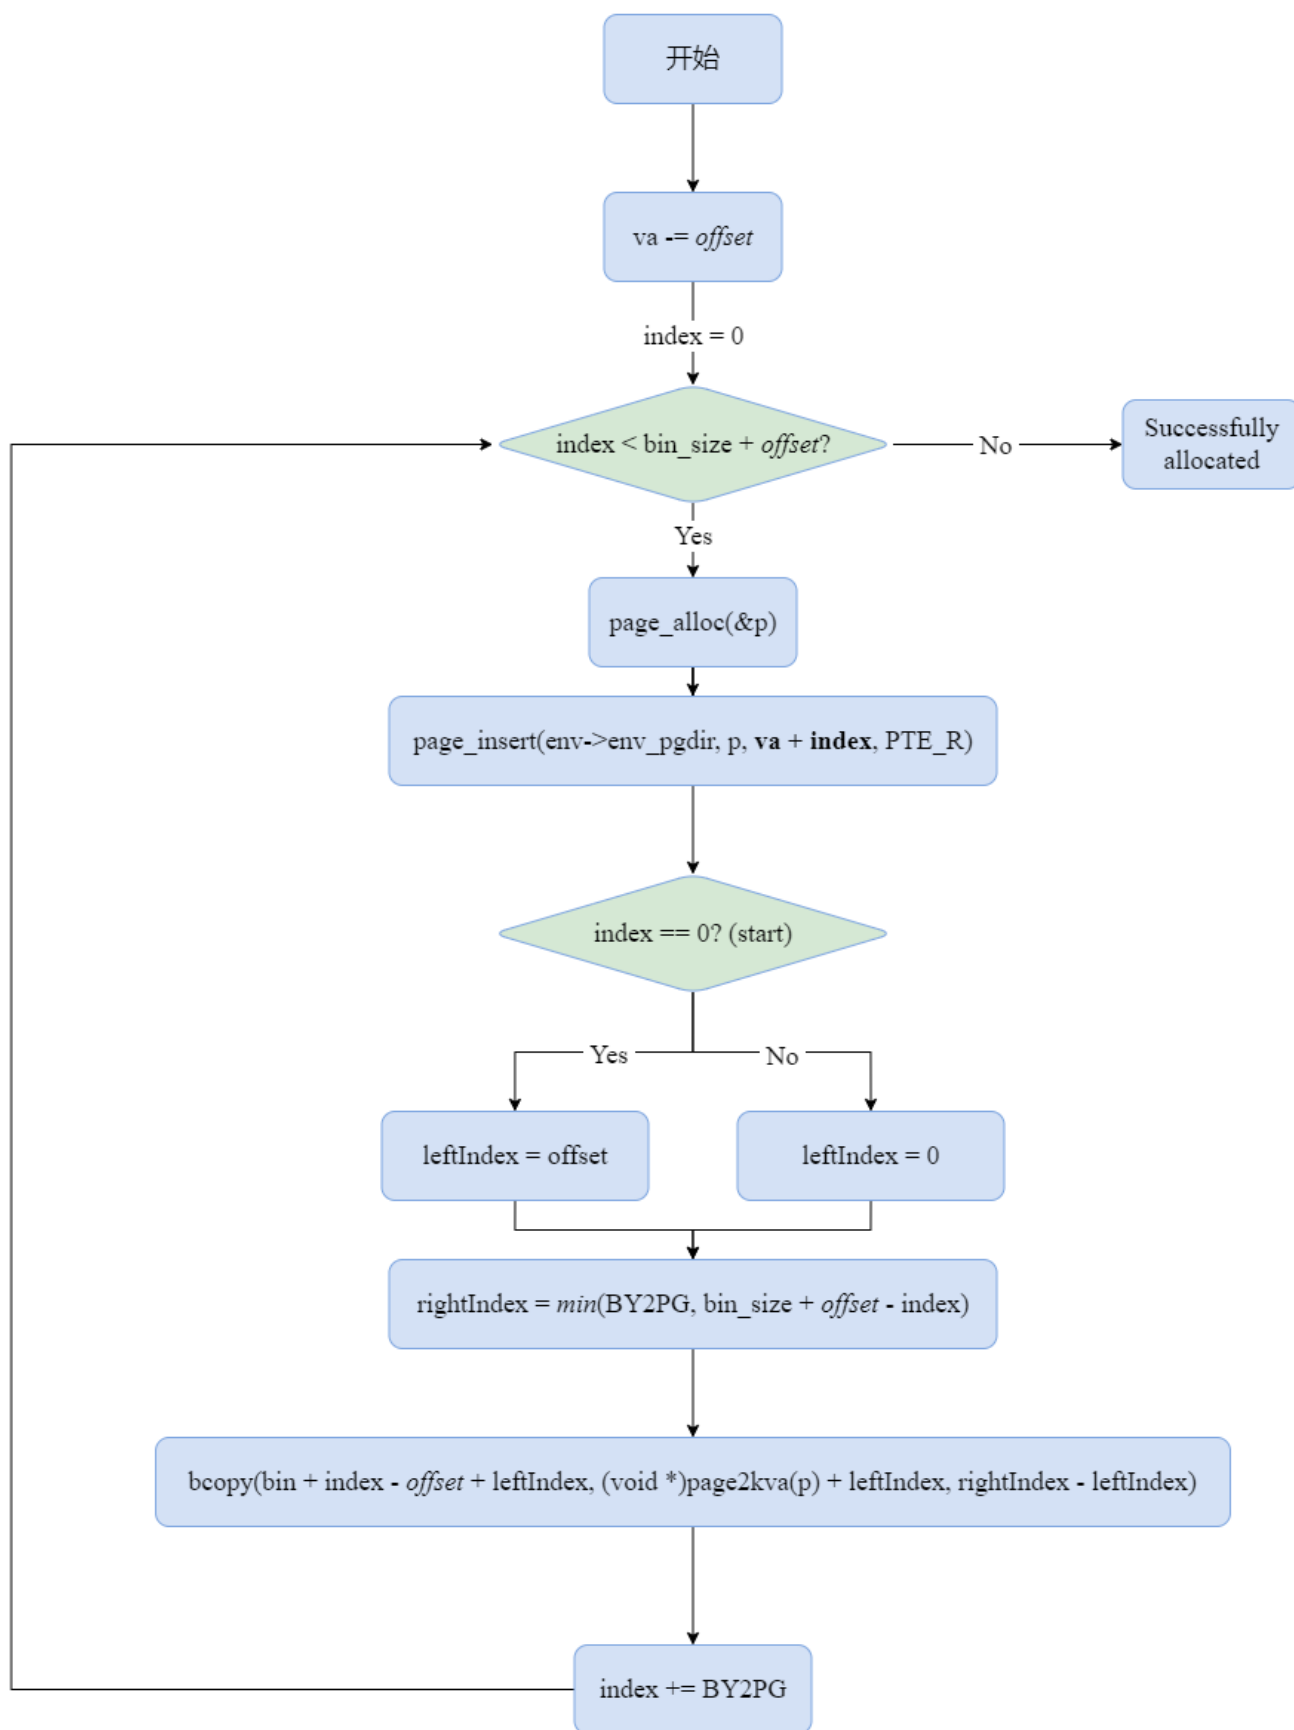 开始
va -= offset
index = 0
index < bin_size + offset?
No
Successfully
allocated
Yes
page_alloc(&p)
page_insert(env->env_pgdir, p, va + index, PTE_R)
index == 0? (start)
Yes
No
leftIndex = offset
leftIndex = 0
rightIndex = min(BY2PG, bin_size + offset - index)
bcopy(bin + index - offset + leftIndex, (void *)page2kva(p) + leftIndex, rightIndex - leftIndex)
index += BY2PG